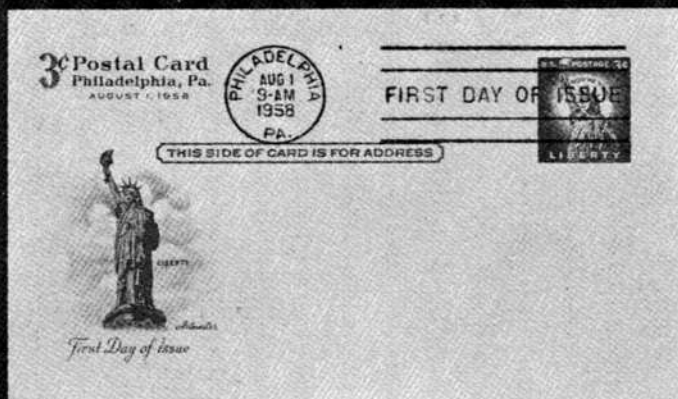 3¢ Postal Card
Philadelphia, Pa.
AUGUST 1, 1958
PHILADELPHIA
AUG 1
9-AM
1958
PA.
FIRST DAY OF ISSUE
U.S. POSTAGE 3¢
LIBERTY
THIS SIDE OF CARD IS FOR ADDRESS
LIBERTY
First Day of Issue